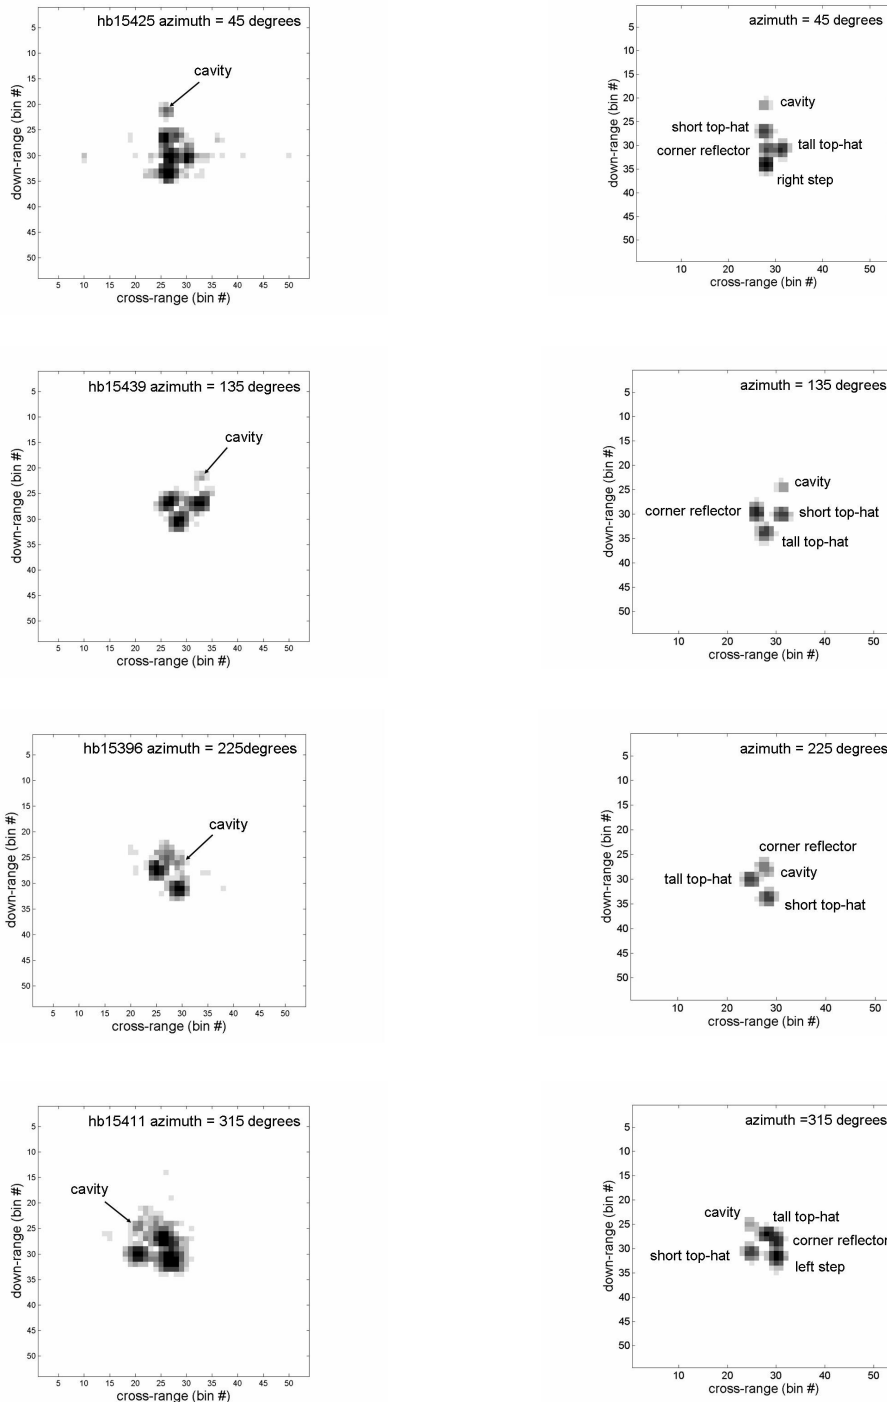 hb15425 azimuth = 45 degrees
cavity
5
10
15
20
25
30
35
40
45
50
down-range (bin #)
5 10 15 20 25 30 35 40 45 50
cross-range (bin #)
azimuth = 45 degrees
cavity
short top-hat
corner reflector
tall top-hat
right step
5
10
15
20
25
30
35
40
45
50
down-range (bin #)
10 20 30 40 50
cross-range (bin #)
hb15439 azimuth = 135 degrees
cavity
5
10
15
20
25
30
35
40
45
50
down-range (bin #)
5 10 15 20 25 30 35 40 45 50
cross-range (bin #)
azimuth = 135 degrees
cavity
corner reflector
short top-hat
tall top-hat
5
10
15
20
25
30
35
40
45
50
down-range (bin #)
10 20 30 40 50
cross-range (bin #)
hb15396 azimuth = 225degrees
cavity
5
10
15
20
25
30
35
40
45
50
down-range (bin #)
5 10 15 20 25 30 35 40 45 50
cross-range (bin #)
azimuth = 225 degrees
corner reflector
cavity
tall top-hat
short top-hat
5
10
15
20
25
30
35
40
45
50
down-range (bin #)
10 20 30 40 50
cross-range (bin #)
hb15411 azimuth = 315 degrees
cavity
5
10
15
20
25
30
35
40
45
50
down-range (bin #)
5 10 15 20 25 30 35 40 45 50
cross-range (bin #)
azimuth =315 degrees
cavity
tall top-hat
corner reflector
short top-hat
left step
5
10
15
20
25
30
35
40
45
50
down-range (bin #)
10 20 30 40 50
cross-range (bin #)